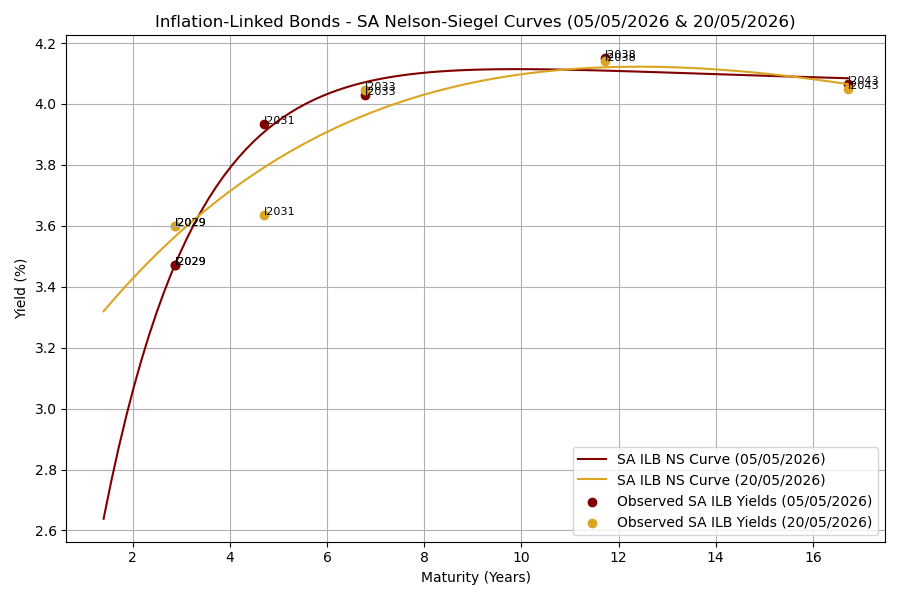 Inflation-Linked Bonds - SA Nelson-Siegel Curves (05/05/2026 & 20/05/2026)
Yield (%)
4.2
4.0
3.8
3.6
3.4
3.2
3.0
2.8
2.6
I2038
I2038
I2043
I2043
I2033
I2033
I2031
I2031
I2029
I2029
SA ILB NS Curve (05/05/2026)
SA ILB NS Curve (20/05/2026)
Observed SA ILB Yields (05/05/2026)
Observed SA ILB Yields (20/05/2026)
2 4 6 8 10 12 14 16
Maturity (Years)